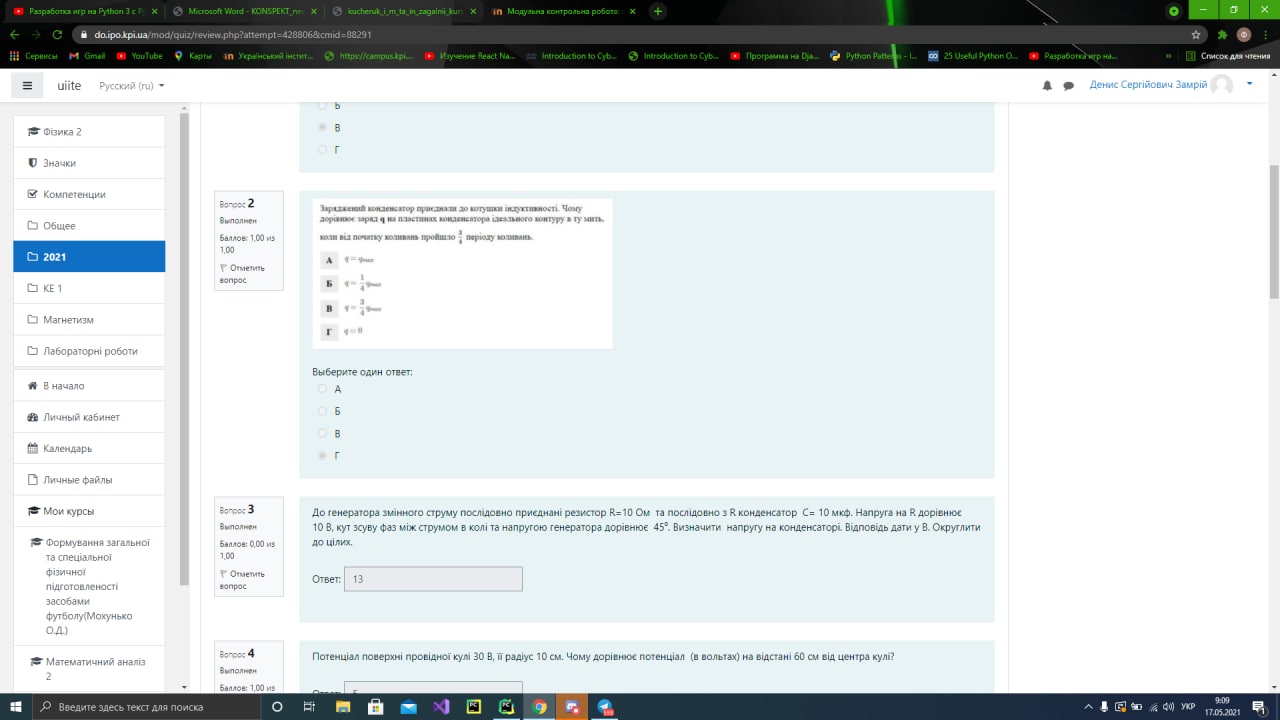 Разработка игр на Python 3 с Py
Microsoft Word - KONSPEKT_ne
kucheruk_i_m_ta_in_zagalnii_kur
Модульна контрольна робота:
do.ipo.kpi.ua/mod/quiz/review.php?attempt=428806&cmid=88291
Сервисы
Gmail
YouTube
Карты
Український інстит...
https://campus.kpi....
Изучение React Na...
Introduction to Cyb...
Introduction to Cyb...
Программа на Dja...
Python Patterns – I...
25 Useful Python O...
Разработка игр на...
»
Список для чтения
uiite
Русский (ru)
Денис Сергійович Замрій
Фізика 2
Значки
Компетенции
Общее
2021
КЕ 1
Магнетизм
Лабораторні роботи
В начало
Личный кабинет
Календарь
Личные файлы
Мои курсы
Формування загальної
та спеціальної
фізичної
підготовленості
засобами
футболу(Мохунько
О.Д.)
Математичний аналіз
2
Б
В
Г
Вопрос 2
Выполнен
Баллов: 1,00 из
1,00
Отметить
вопрос
Заряджений конденсатор приєднали до котушки індуктивності. Чому
дорівнює заряд q на пластинах конденсатора ідеального контуру в ту мить,
коли від початку коливань пройшло 3/4 періоду коливань.
А q = qmax
Б q = 1/4 qmax
В q = 3/4 qmax
Г q = 0
Выберите один ответ:
А
Б
В
Г
Вопрос 3
Выполнен
Баллов: 0,00 из
1,00
Отметить
вопрос
До генератора змінного струму послідовно приєднані резистор R=10 Ом та послідовно з R конденсатор C= 10 мкф. Напруга на R дорівнює
10 В, кут зсуву фаз між струмом в колі та напругою генератора дорівнює 45⁰. Визначити напругу на конденсаторі. Відповідь дати у В. Округлити
до цілих.
Ответ: 13
Вопрос 4
Выполнен
Баллов: 1,00 из
Потенціал поверхні провідної кулі 30 В, її радіус 10 см. Чому дорівнює потенціал (в вольтах) на відстані 60 см від центра кулі?
Ответ: 5
Введите здесь текст для поиска
УКР
9:09
17.05.2021